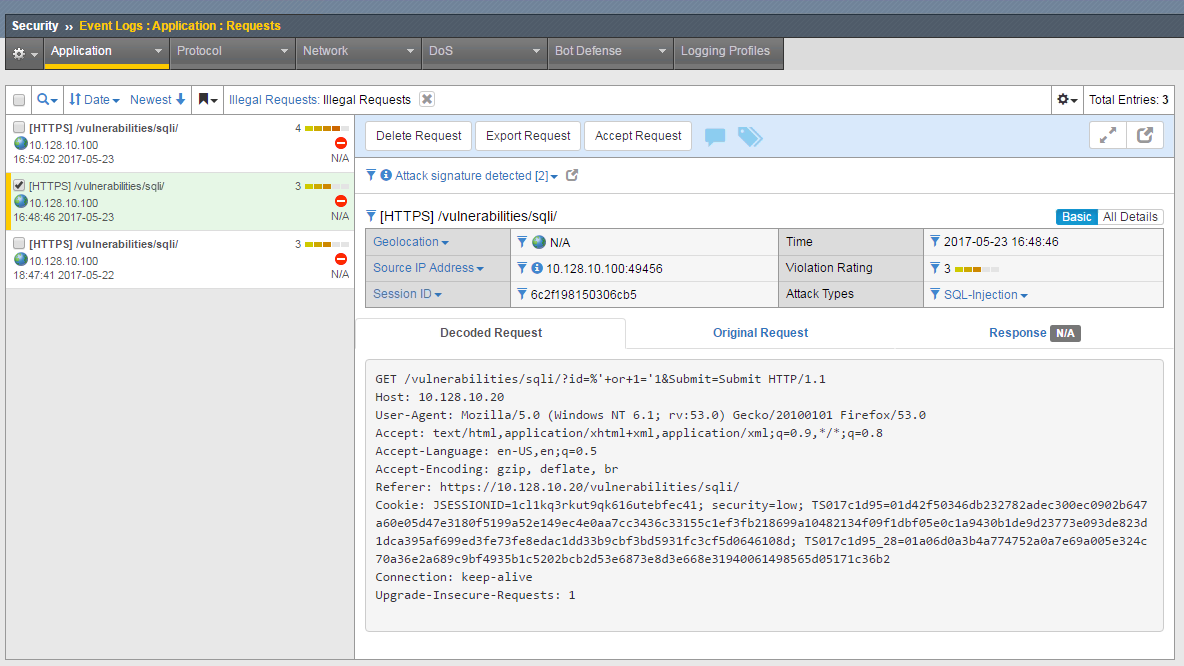 Security ›› Event Logs : Application : Requests
Application Protocol Network DoS Bot Defense Logging Profiles
Date Newest Illegal Requests: Illegal Requests Total Entries: 3
[HTTPS] /vulnerabilities/sqli/ 4
10.128.10.100
16:54:02 2017-05-23 N/A
[HTTPS] /vulnerabilities/sqli/ 3
10.128.10.100
16:48:46 2017-05-23 N/A
[HTTPS] /vulnerabilities/sqli/ 3
10.128.10.100
18:47:41 2017-05-22 N/A
Delete Request Export Request Accept Request
Attack signature detected [2]
[HTTPS] /vulnerabilities/sqli/ Basic All Details
Geolocation N/A Time 2017-05-23 16:48:46
Source IP Address 10.128.10.100:49456 Violation Rating 3
Session ID 6c2f198150306cb5 Attack Types SQL-Injection
Decoded Request Original Request Response N/A
GET /vulnerabilities/sqli/?id=%'+or+1='1&Submit=Submit HTTP/1.1
Host: 10.128.10.20
User-Agent: Mozilla/5.0 (Windows NT 6.1; rv:53.0) Gecko/20100101 Firefox/53.0
Accept: text/html,application/xhtml+xml,application/xml;q=0.9,*/*;q=0.8
Accept-Language: en-US,en;q=0.5
Accept-Encoding: gzip, deflate, br
Referer: https://10.128.10.20/vulnerabilities/sqli/
Cookie: JSESSIONID=1cl1kq3rkut9qk616utebfec41; security=low; TS017c1d95=01d42f50346db232782adec300ec0902b647
a60e05d47e3180f5199a52e149ec4e0aa7cc3436c33155c1ef3fb218699a10482134f09f1dbf05e0c1a9430b1de9d23773e093de823d
1dca395af699ed3fe73fe8edac1dd33b9cbf3bd5931fc3cf5d0646108d; TS017c1d95_28=01a06d0a3b4a774752a0a7e69a005e324c
70a36e2a689c9bf4935b1c5202bcb2d53e6873e8d3e668e31940061498565d05171c36b2
Connection: keep-alive
Upgrade-Insecure-Requests: 1